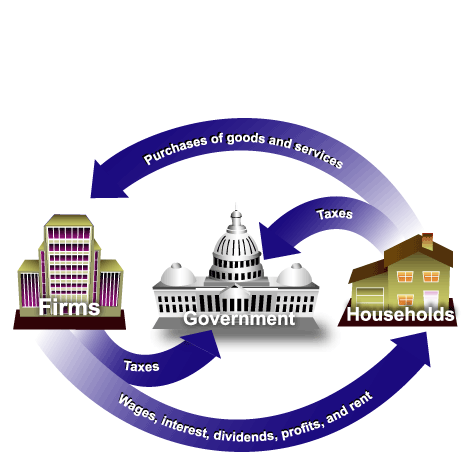 Purchases of goods and services
Taxes
Firms
Government
Households
Taxes
Wages, interest, dividends, profits, and rent